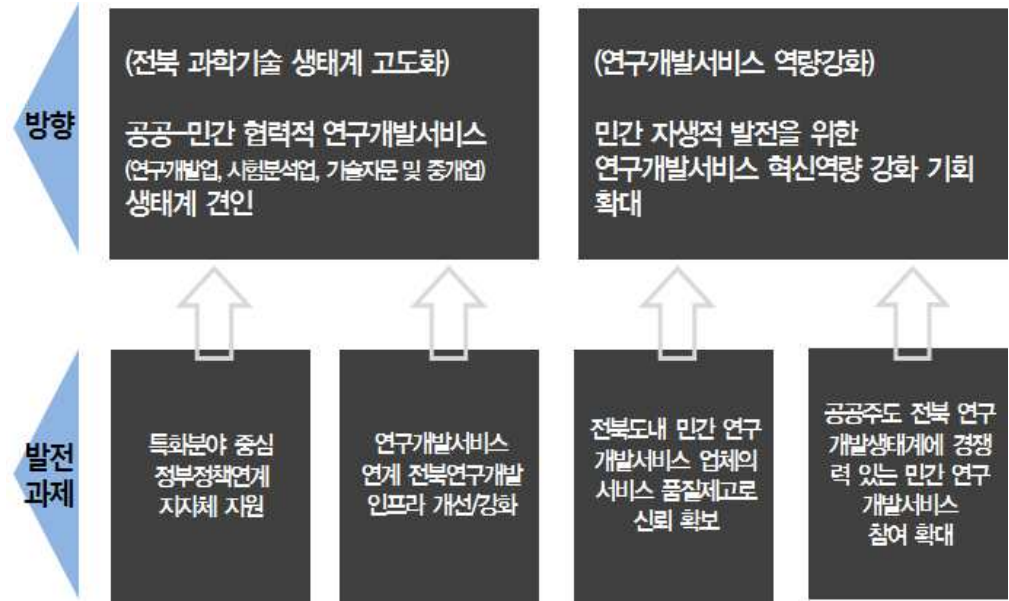 방향
(전북 과학기술 생태계 고도화)
공공-민간 협력적 연구개발서비스
(연구개발업, 시험분석업, 기술자문 및 중개업)
생태계 견인
(연구개발서비스 역량강화)
민간 자생적 발전을 위한
연구개발서비스 혁신역량 강화 기회
확대
발전
과제
특화분야 중심
정부정책연계
지자체 지원
연구개발서비스
연계 전북연구개발
인프라 개선/강화
전북도내 민간 연구
개발서비스 업체의
서비스 품질제고로
신뢰 확보
공공주도 전북 연구
개발생태계에 경쟁
력 있는 민간 연구
개발서비스
참여 확대